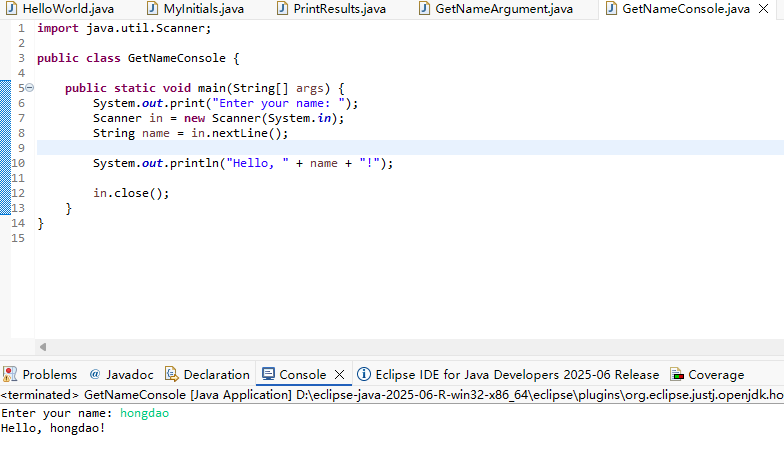 HelloWorld.java MyInitials.java PrintResults.java GetNameArgument.java GetNameConsole.java
1 import java.util.Scanner;
2
3 public class GetNameConsole {
4
5 public static void main(String[] args) {
6 System.out.print("Enter your name: ");
7 Scanner in = new Scanner(System.in);
8 String name = in.nextLine();
9
10 System.out.println("Hello, " + name + "!");
11
12 in.close();
13 }
14 }
15
Problems @ Javadoc Declaration Console Eclipse IDE for Java Developers 2025-06 Release Coverage
<terminated> GetNameConsole [Java Application] D:\eclipse-java-2025-06-R-win32-x86_64\eclipse\plugins\org.eclipse.justj.openjdk.ho
Enter your name: hongdao
Hello, hongdao!